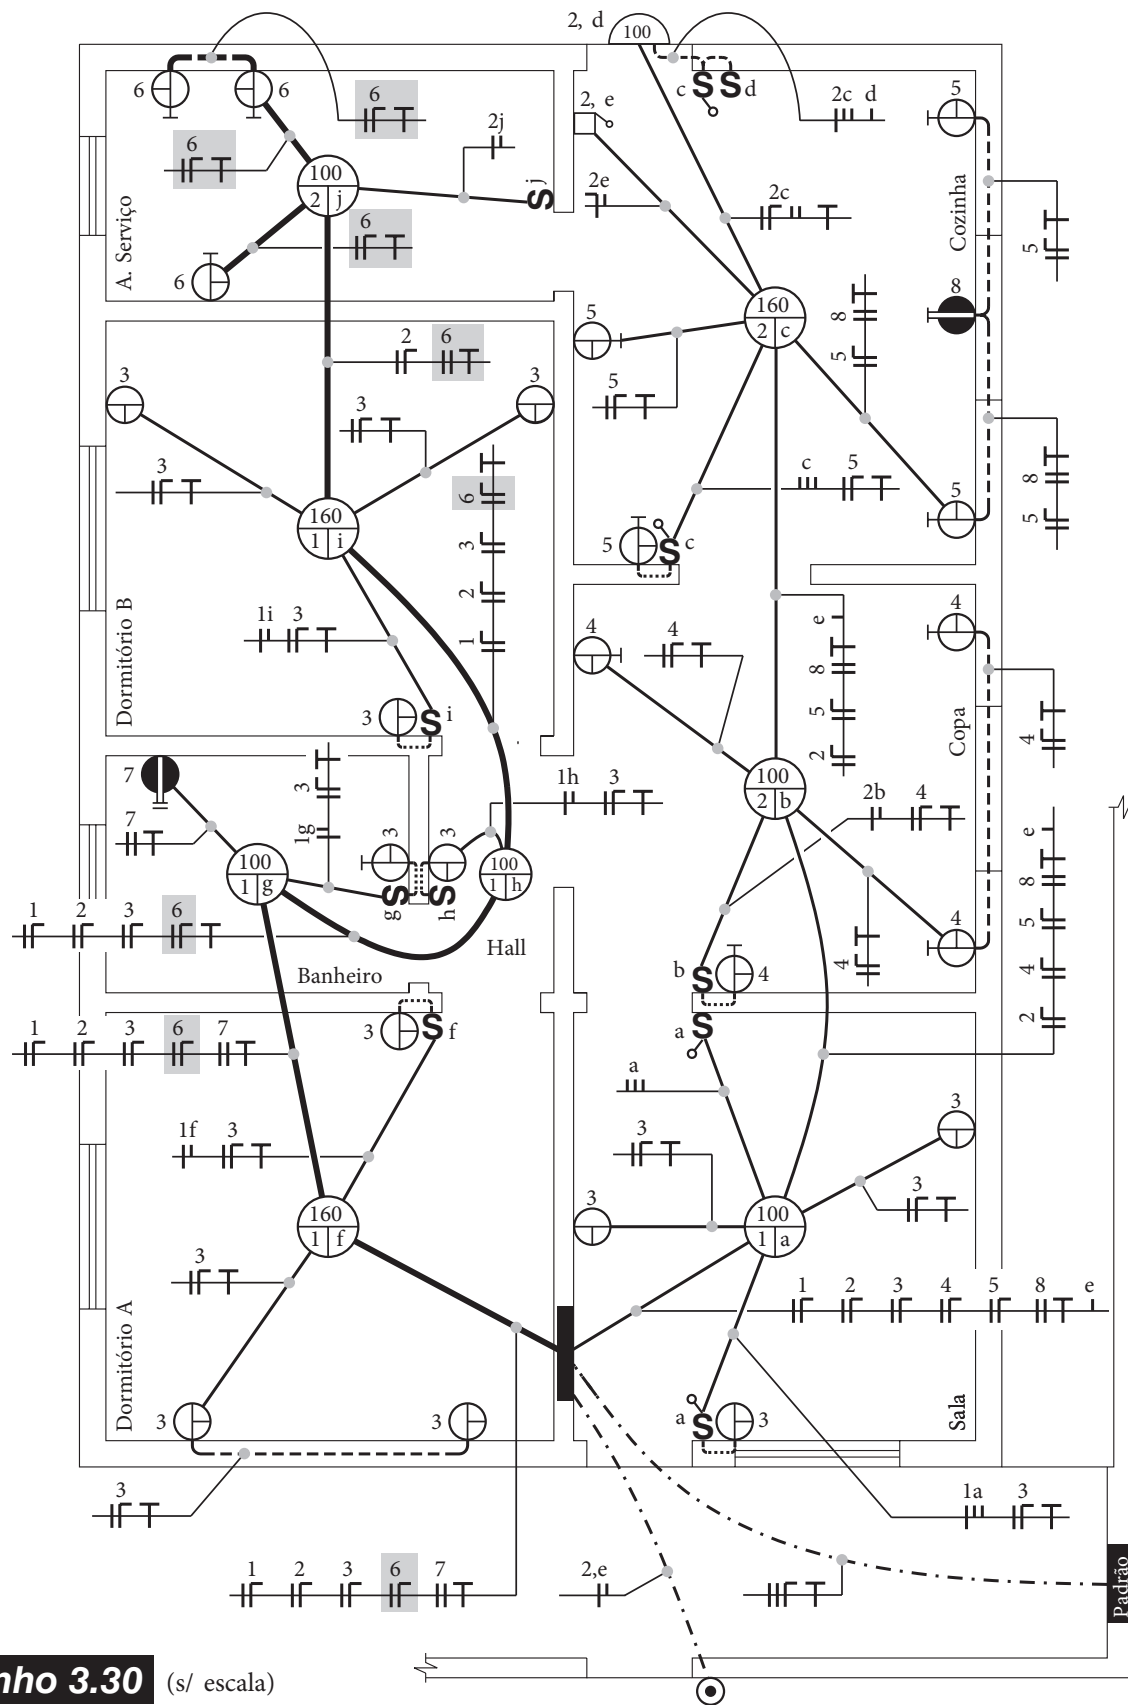 2, d
100
6
6
6
c
d
2c d
5
2, e
6
2j
100
2 j
j
2e
2c
Cozinha
5
A. Serviço
6
6
8
160
2 c
8
5
5
2 6
3
3
3
5
3
c 5
8
5
6
3
2
1
5
160
1 i
5 c
Dormitório B
1i 3
4
4
4
e
8
5
2
Copa
4
3 i
7
3
1g
1h 3
100
2 b
2b 4
7
3 3
100
1 g
100
1 h
g h
e
8
5
4
2
1 2 3 6
4
4
Hall
Banheiro
b 4
1 2 3 6 7
3 f
a
a
1f 3
3
3
3
160
1 f
3
100
1 a
3
1 2 3 4 5 8 e
Dormitório A
Sala
3 3
a 3
3
1a 3
1 2 3 6 7
2,e
Padrão
nho 3.30 (s/ escala)